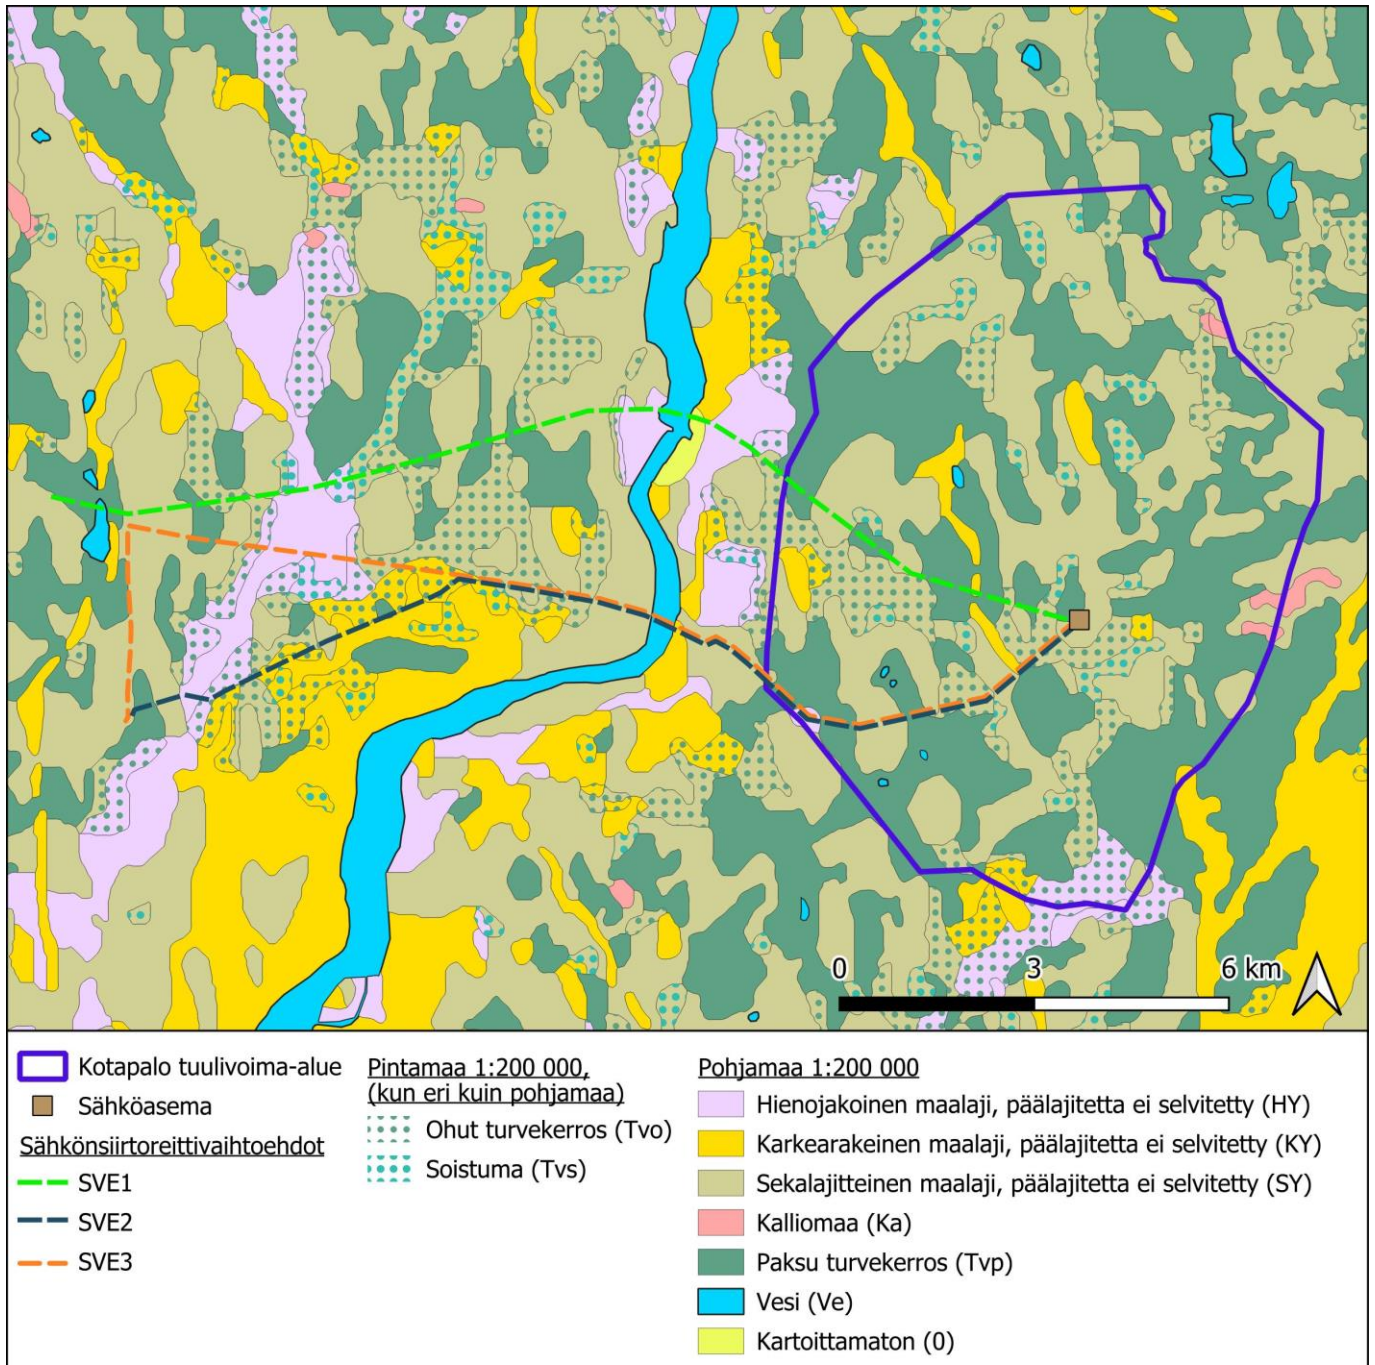 0 3 6 km
Kotapalo tuulivoima-alue
Sähköasema
Sähkönsiirtoreittivaihtoehdot
SVE1
SVE2
SVE3
Pintamaa 1:200 000,
(kun eri kuin pohjamaa)
Ohut turvekerros (Tvo)
Soistuma (Tvs)
Pohjamaa 1:200 000
Hienojakoinen maalaji, päälajitetta ei selvitetty (HY)
Karkearakeinen maalaji, päälajitetta ei selvitetty (KY)
Sekalajitteinen maalaji, päälajitetta ei selvitetty (SY)
Kalliomaa (Ka)
Paksu turvekerros (Tvp)
Vesi (Ve)
Kartoittamaton (0)